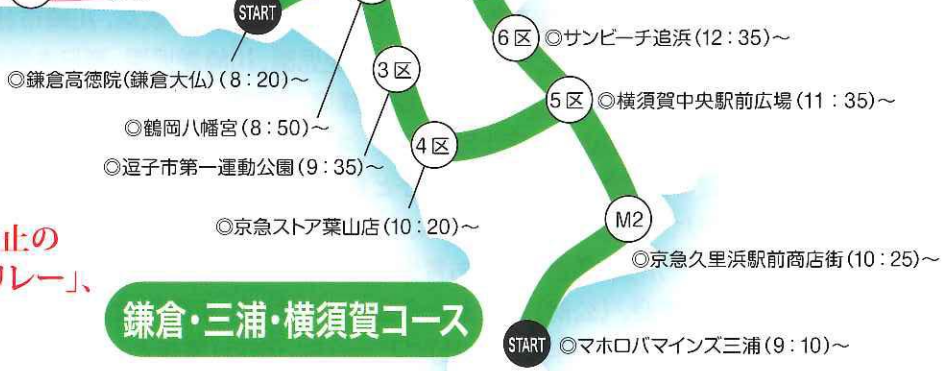 START
6区 ◎サンビーチ追浜(12:35)～
◎鎌倉高徳院(鎌倉大仏)(8:20)～
3区
5区 ◎横須賀中央駅前広場(11:35)～
◎鶴岡八幡宮(8:50)～
4区
◎逗子市第一運動公園(9:35)～
◎京急ストア葉山店(10:20)～
M2
止の
リレー」、
◎京急久里浜駅前商店街(10:25)～
鎌倉・三浦・横須賀コース
START ◎マホロバマインズ三浦(9:10)～